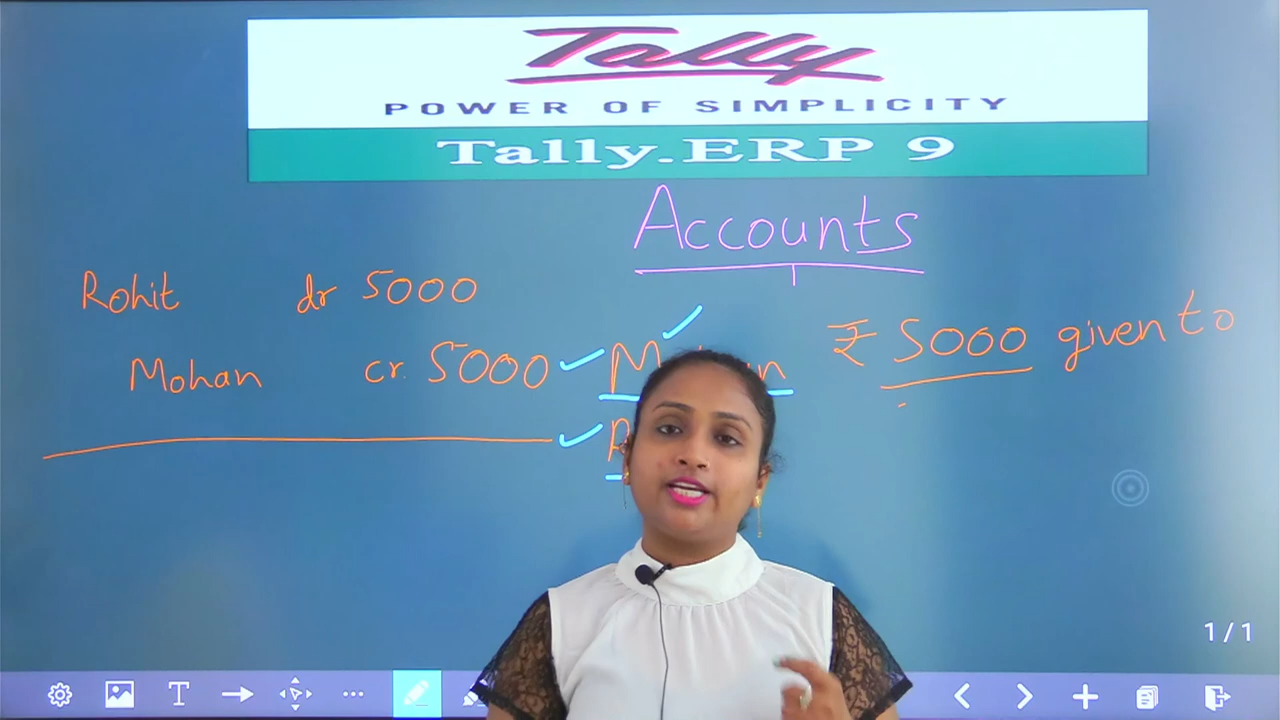 Tally
POWER OF SIMPLICITY
Tally.ERP 9
Accounts
Rohit dr 5000
Mohan cr. 5000
₹ 5000 given to
1/1
T